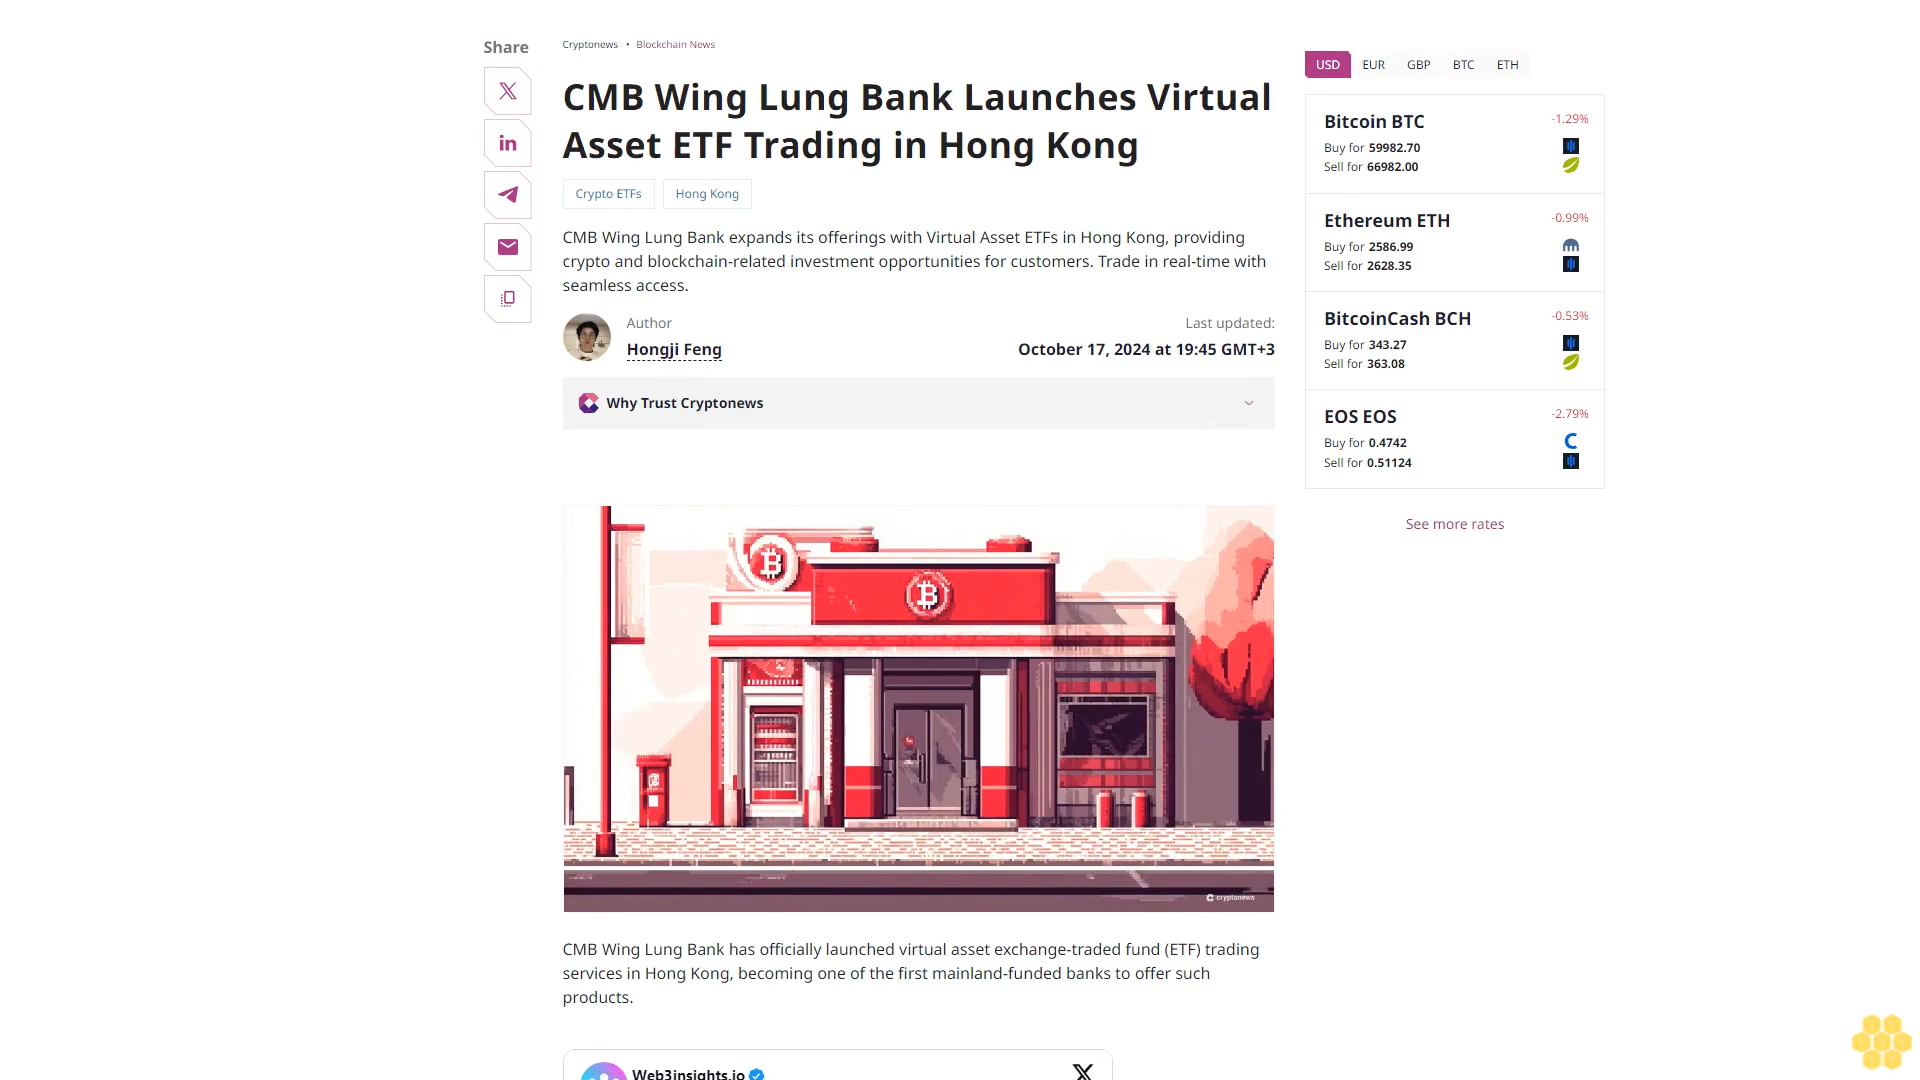 Share
Cryptonews • Blockchain News
CMB Wing Lung Bank Launches Virtual
Asset ETF Trading in Hong Kong
Crypto ETFs
Hong Kong
CMB Wing Lung Bank expands its offerings with Virtual Asset ETFs in Hong Kong, providing
crypto and blockchain-related investment opportunities for customers. Trade in real-time with
seamless access.
Author
Hongji Feng
Last updated:
October 17, 2024 at 19:45 GMT+3
Why Trust Cryptonews
cryptonews
CMB Wing Lung Bank has officially launched virtual asset exchange-traded fund (ETF) trading
services in Hong Kong, becoming one of the first mainland-funded banks to offer such
products.
Web3insights.io
USD EUR GBP BTC ETH
Bitcoin BTC
-1.29%
Buy for 59982.70
Sell for 66982.00
Ethereum ETH
-0.99%
Buy for 2586.99
Sell for 2628.35
BitcoinCash BCH
-0.53%
Buy for 343.27
Sell for 363.08
EOS EOS
-2.79%
Buy for 0.4742
Sell for 0.51124
See more rates